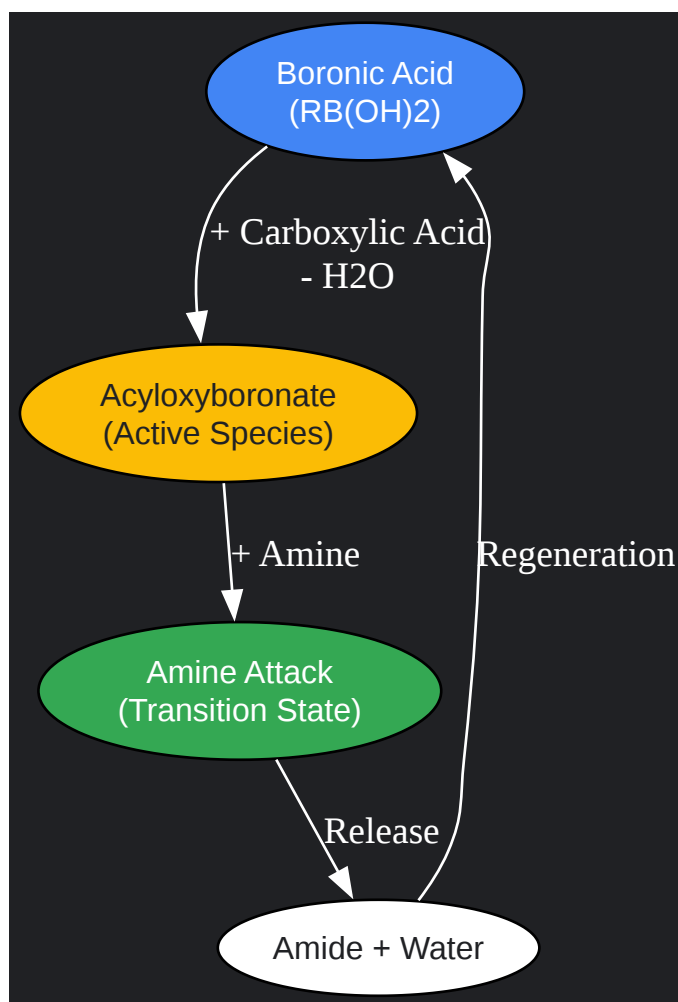 Boronic Acid
(RB(OH)2)
+ Carboxylic Acid
- H2O
Acyloxyboronate
(Active Species)
+ Amine
Regeneration
Amine Attack
(Transition State)
Release
Amide + Water